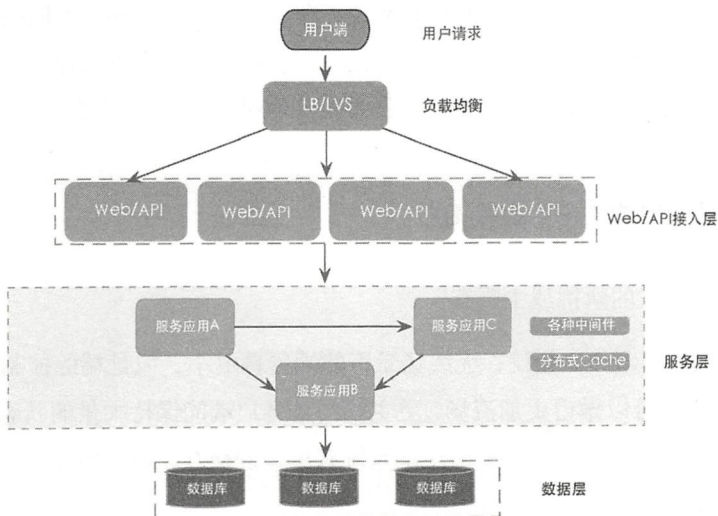 用户端
用户请求
LB/LVS
负载均衡
Web/API
Web/API
Web/API
Web/API
Web/API接入层
服务应用A
服务应用C
各种中间件
分布式Cache
服务应用B
服务层
数据库
数据库
数据库
数据层